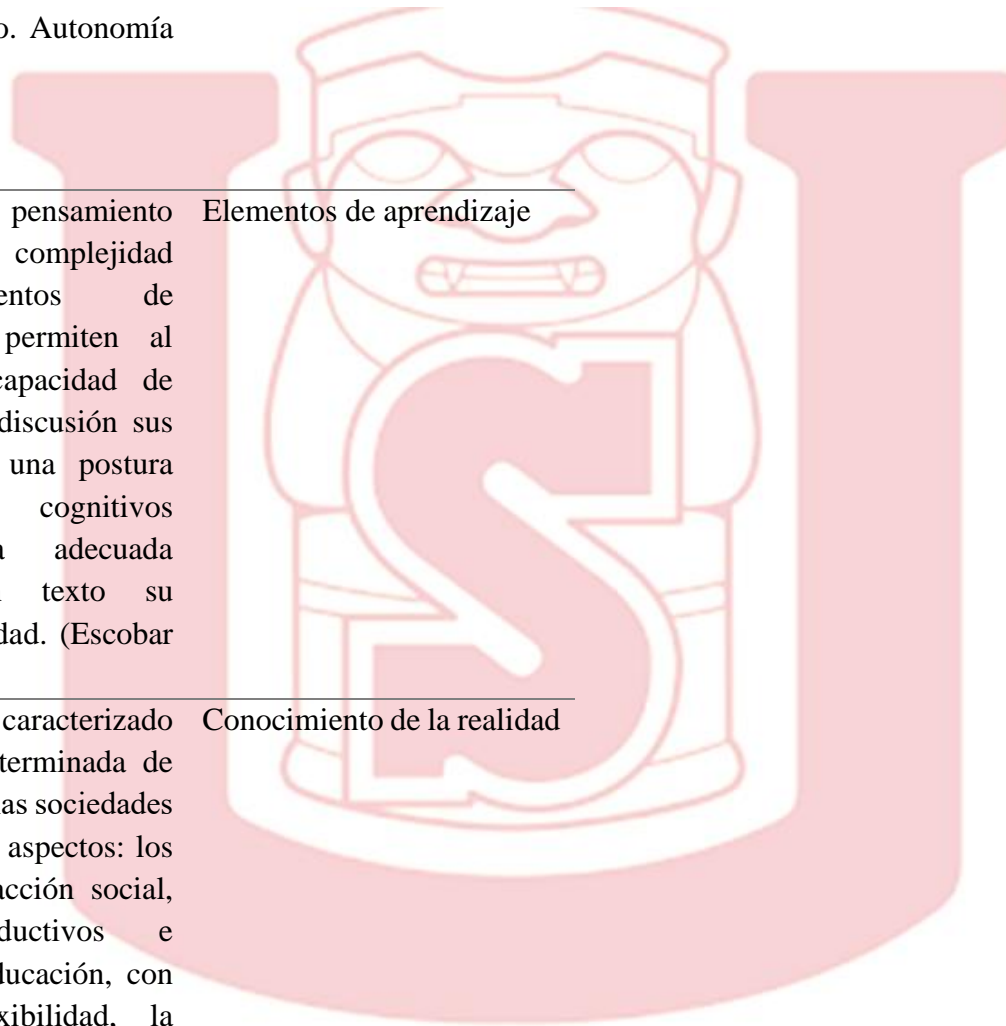 o. Autonomía
pensamiento Elementos de aprendizaje
complejidad
entos de
permiten al
capacidad de
discusión sus
una postura
cognitivos
a adecuada
texto su
dad. (Escobar
caracterizado Conocimiento de la realidad
terminada de
las sociedades
aspectos: los
acción social,
ductivos e
ducación, con
xibilidad, la